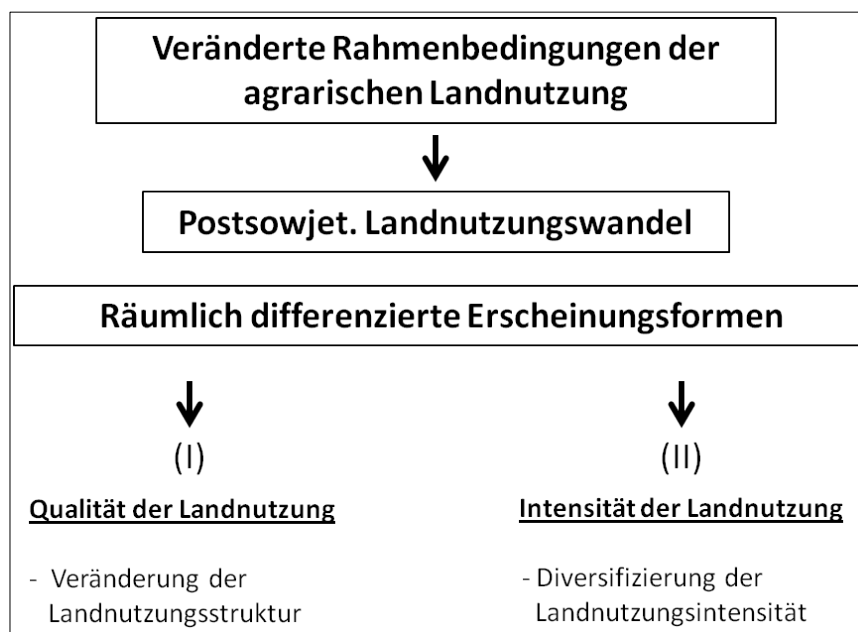 Veränderte Rahmenbedingungen der
agrarischen Landnutzung
Postsowjet. Landnutzungswandel
Räumlich differenzierte Erscheinungsformen
(I)
(II)
Qualität der Landnutzung
Intensität der Landnutzung
- Veränderung der
Landnutzungsstruktur
- Diversifizierung der
Landnutzungsintensität